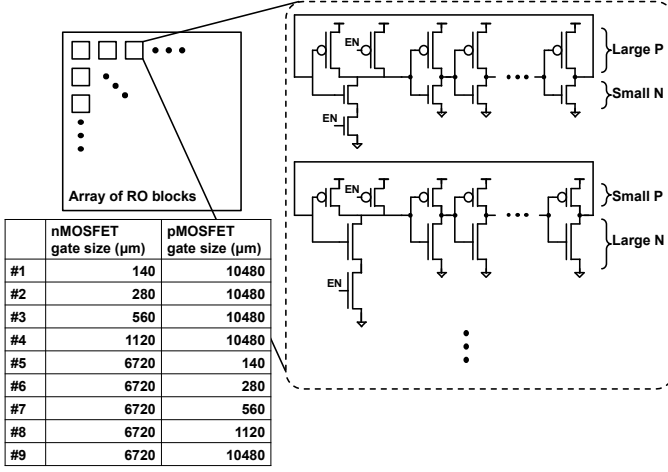 EN
EN
Large P
Small N
Array of RO blocks
EN
Small P
Large N
EN
nMOSFET gate size (µm)
pMOSFET gate size (µm)
#1 140 10480
#2 280 10480
#3 560 10480
#4 1120 10480
#5 6720 140
#6 6720 280
#7 6720 560
#8 6720 1120
#9 6720 10480